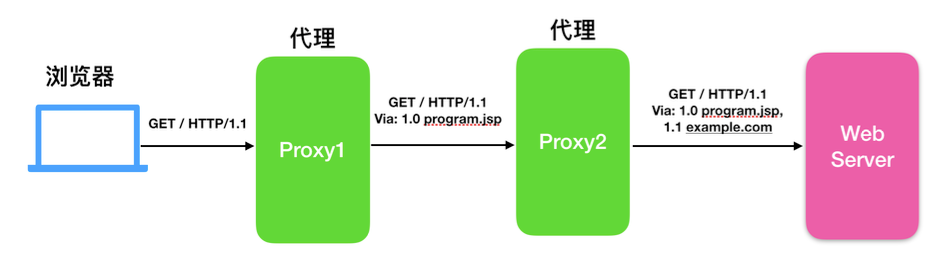 浏览器
GET / HTTP/1.1
代理
Proxy1
GET / HTTP/1.1
Via: 1.0 program.jsp
代理
Proxy2
GET / HTTP/1.1
Via: 1.0 program.jsp,
1.1 example.com
Web
Server